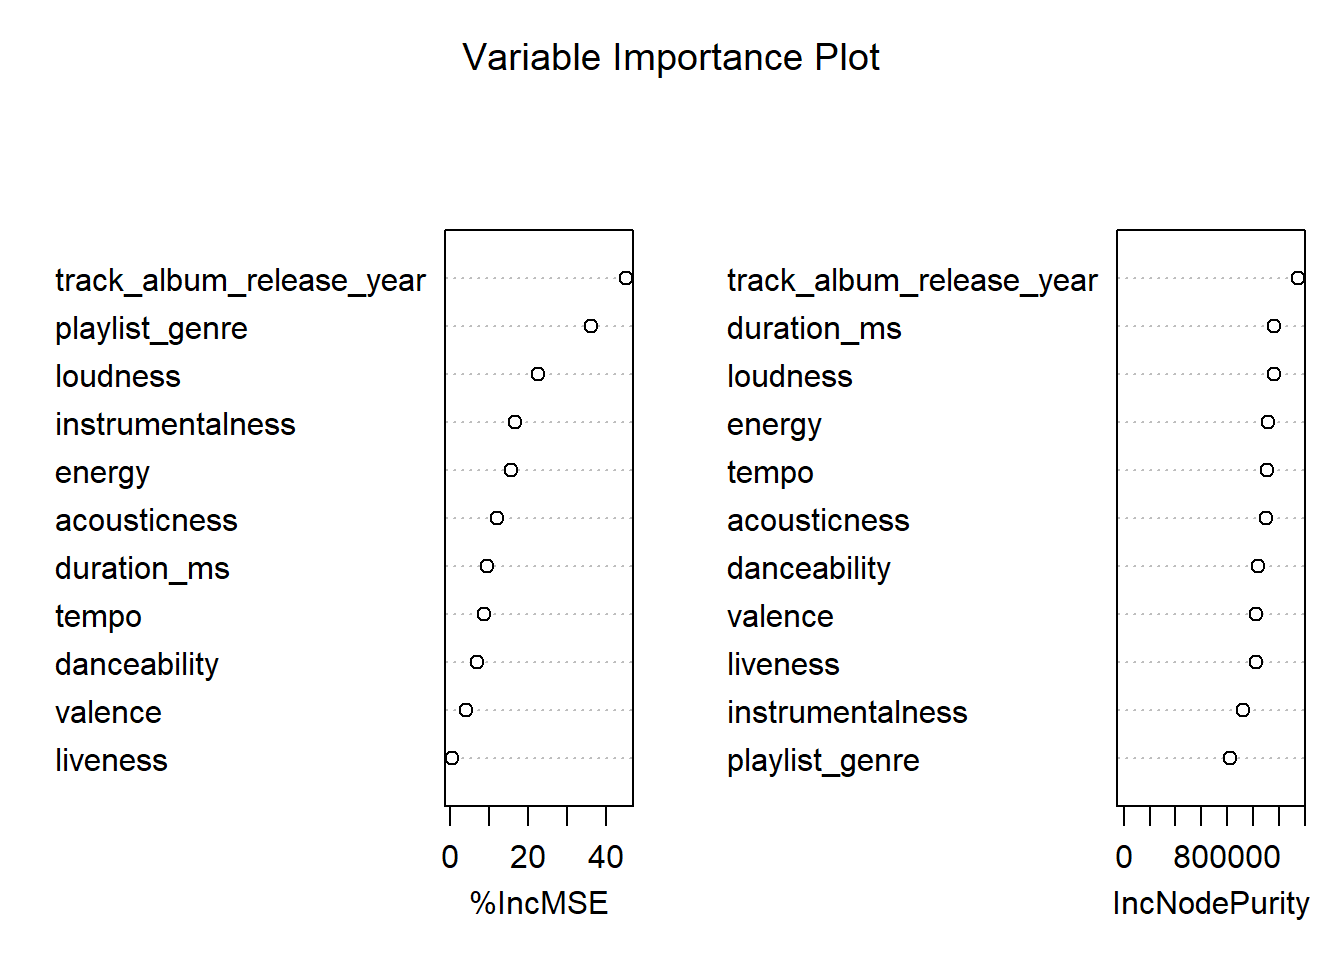 Variable Importance Plot
track_album_release_year
playlist_genre
loudness
instrumentalness
energy
acousticness
duration_ms
tempo
danceability
valence
liveness
0 20 40
%IncMSE
track_album_release_year
duration_ms
loudness
energy
tempo
acousticness
danceability
valence
liveness
instrumentalness
playlist_genre
0 800000
IncNodePurity